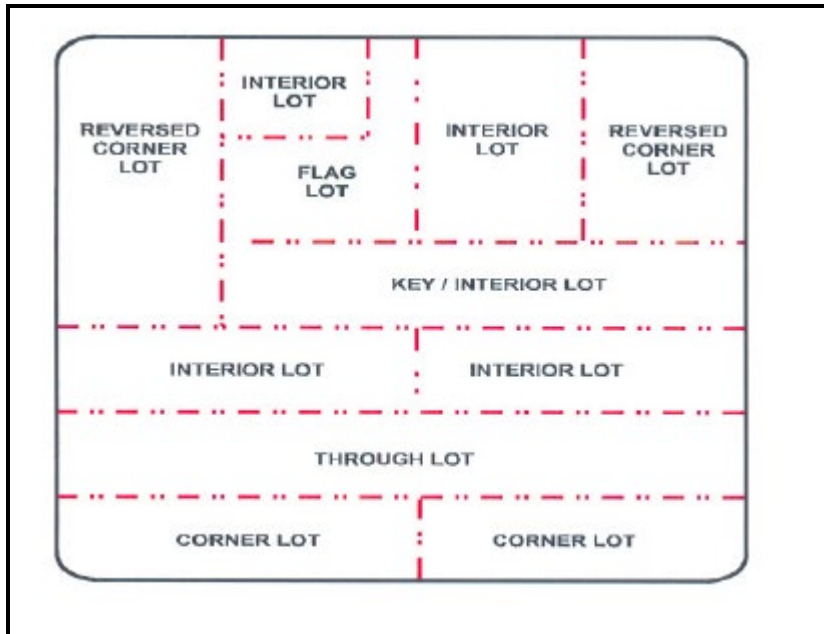 INTERIOR
LOT
REVERSED
CORNER
LOT
FLAG
LOT
INTERIOR
LOT
REVERSED
CORNER
LOT
KEY / INTERIOR LOT
INTERIOR LOT
INTERIOR LOT
THROUGH LOT
CORNER LOT
CORNER LOT